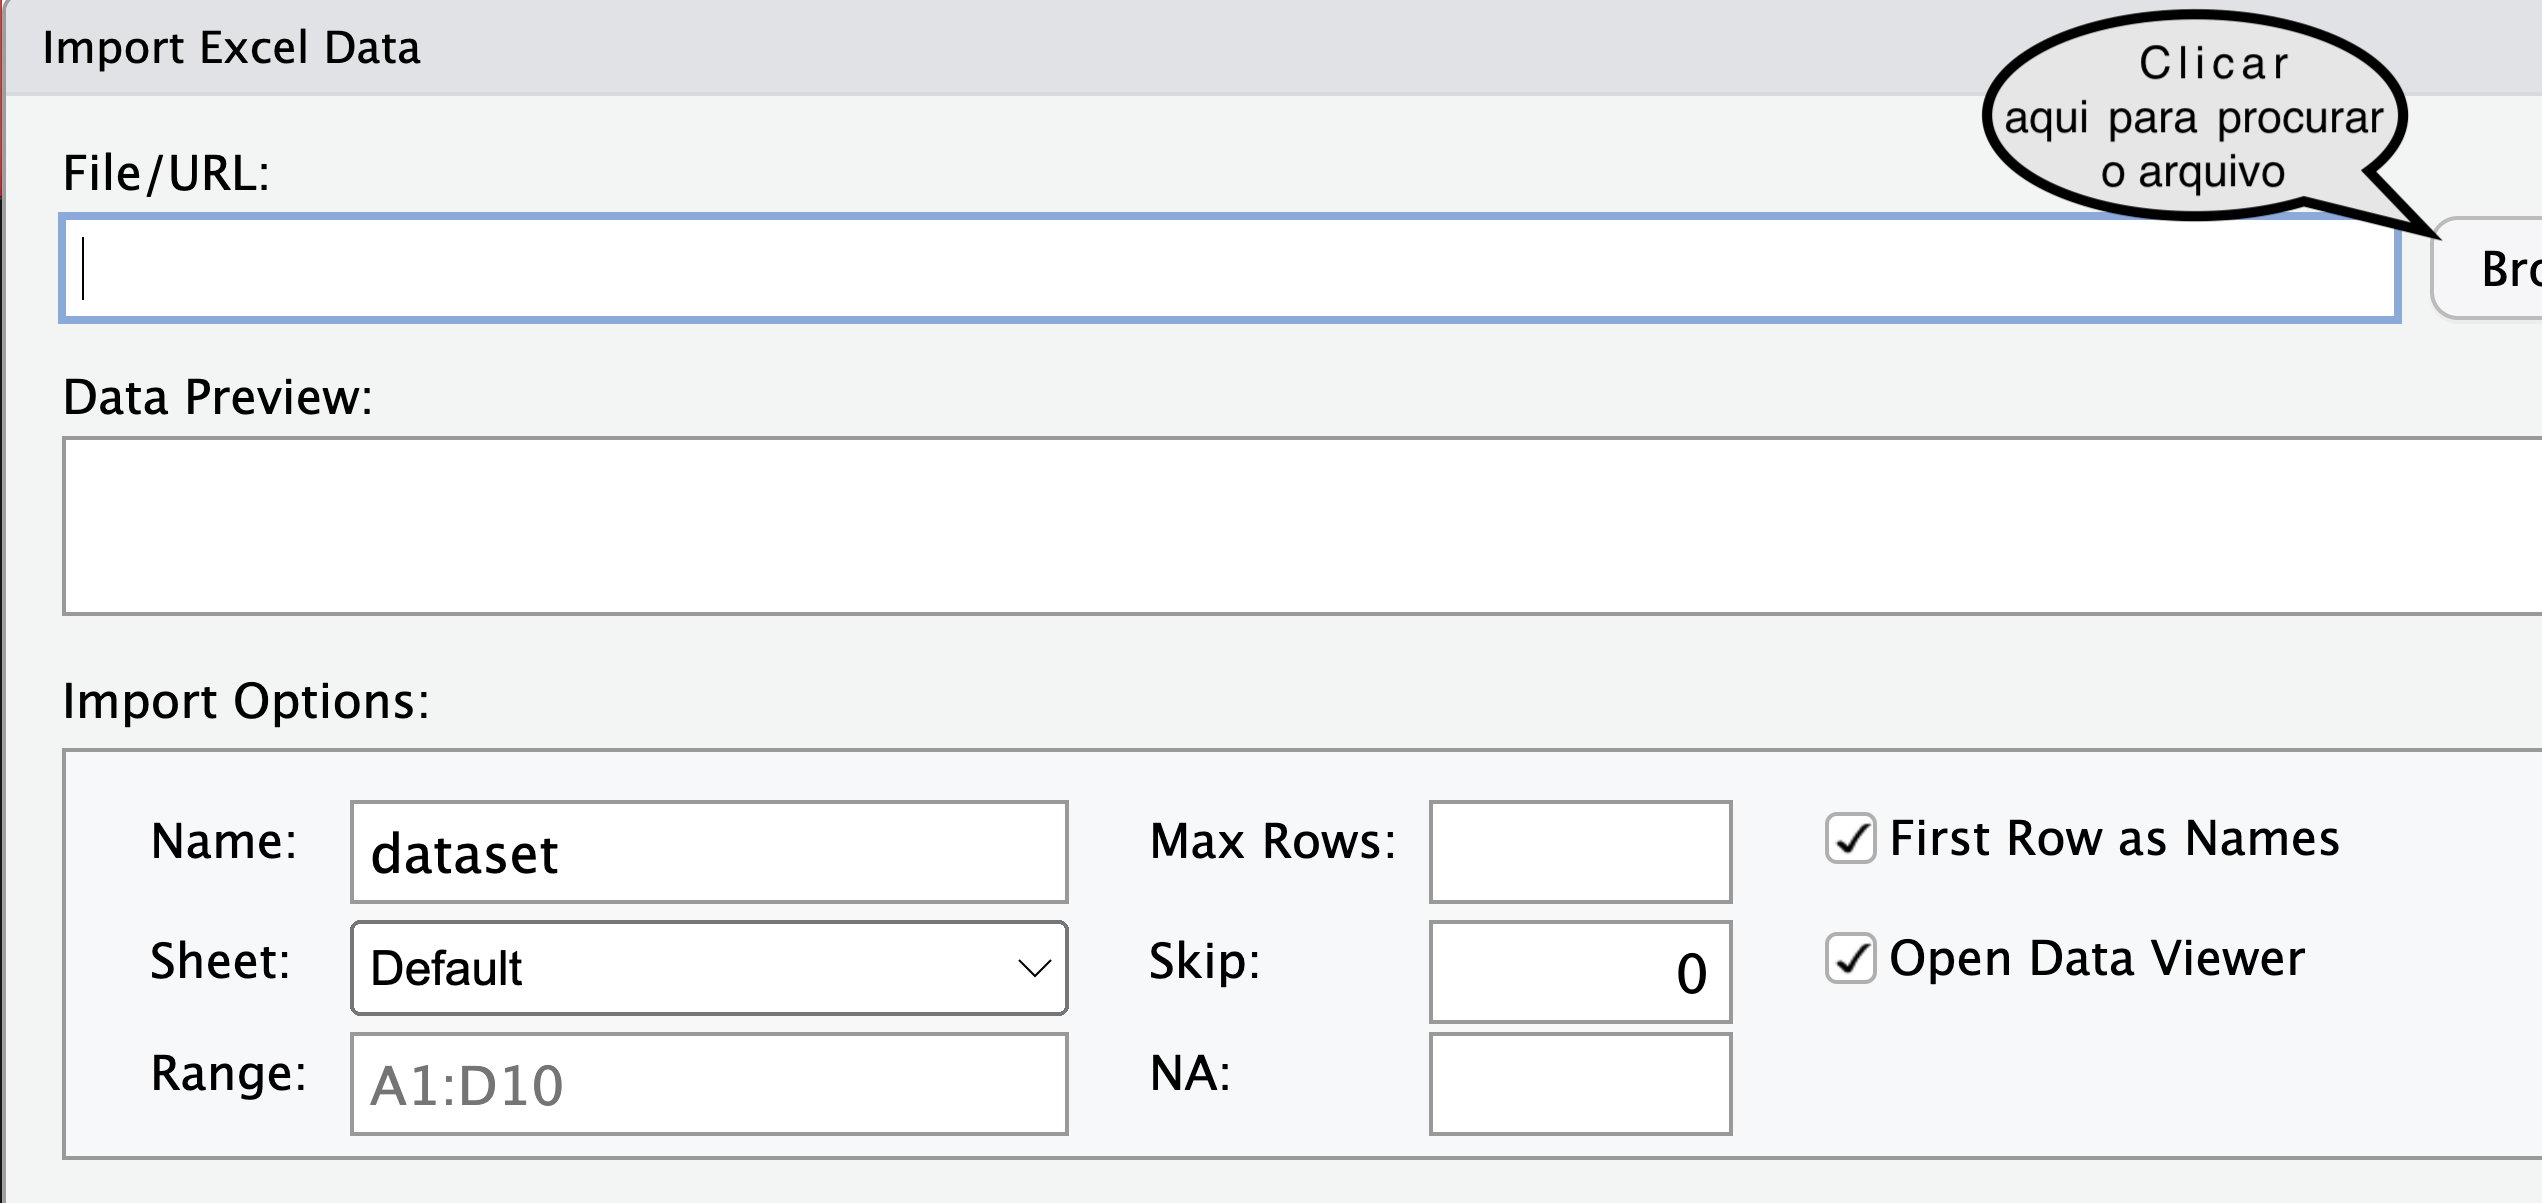 Import Excel Data
Clicar
aqui para procurar
o arquivo
File/URL:
Data Preview:
Import Options:
Name: dataset
Max Rows:
First Row as Names
Sheet: Default
Skip: 0
Open Data Viewer
Range: A1:D10
NA: